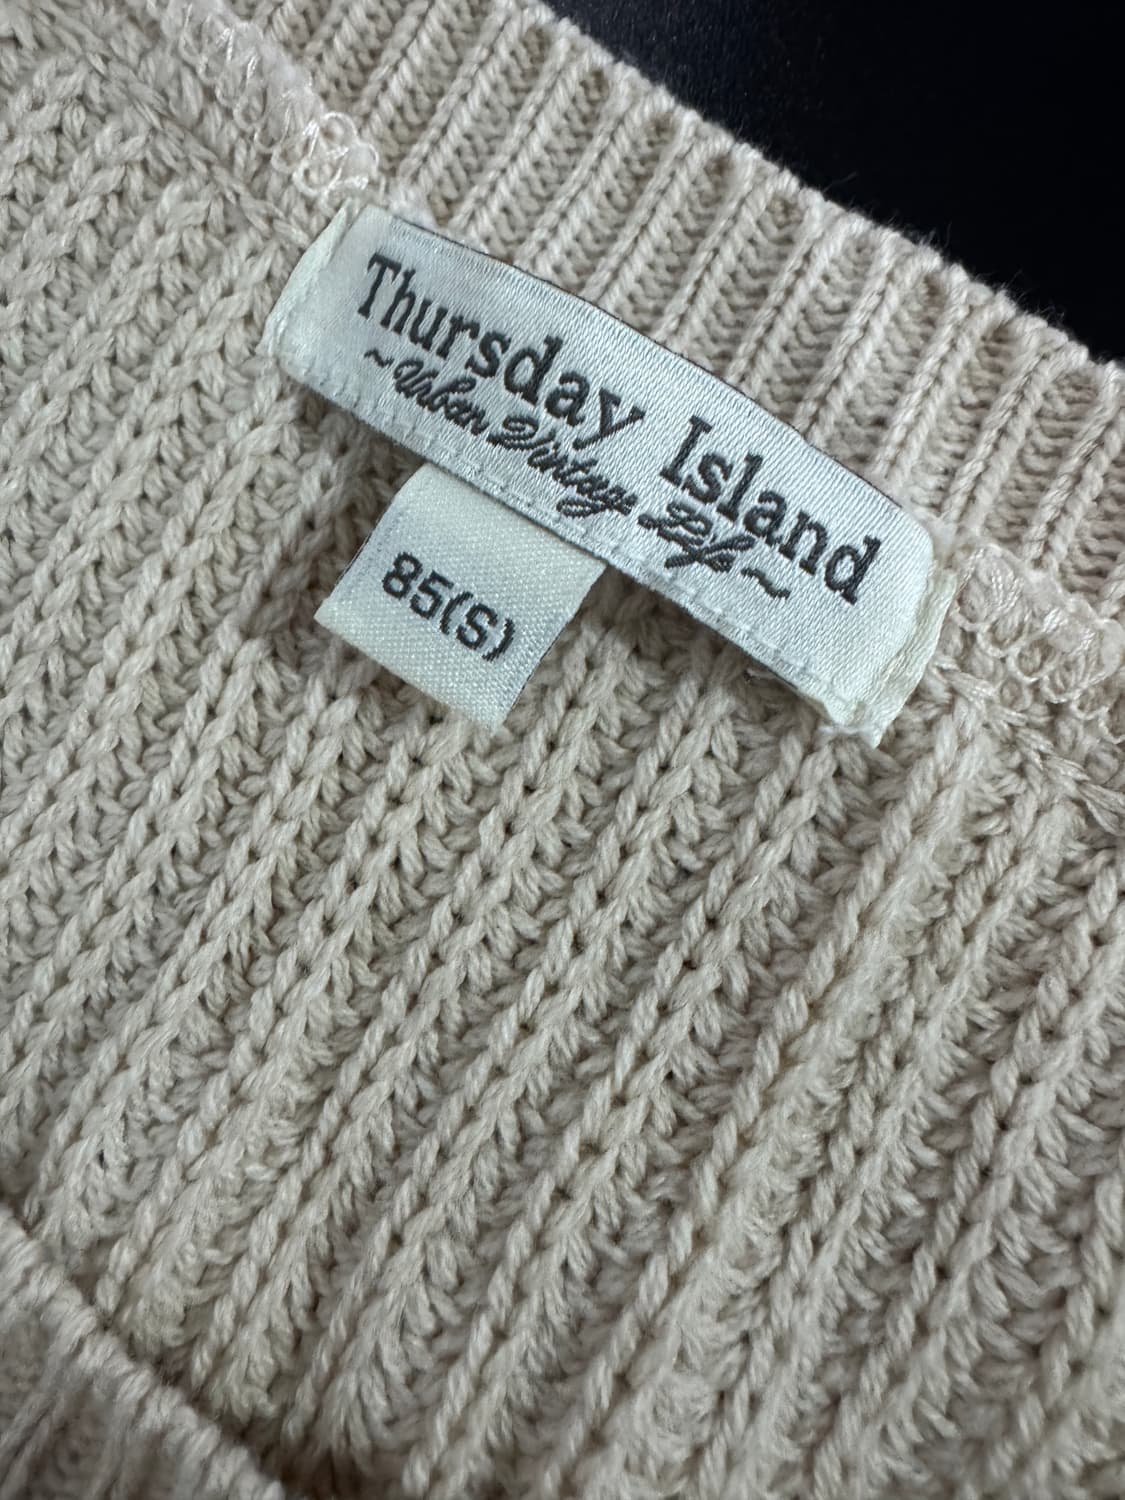 Thursday Island
~Urban Vintage Life~
85(S)